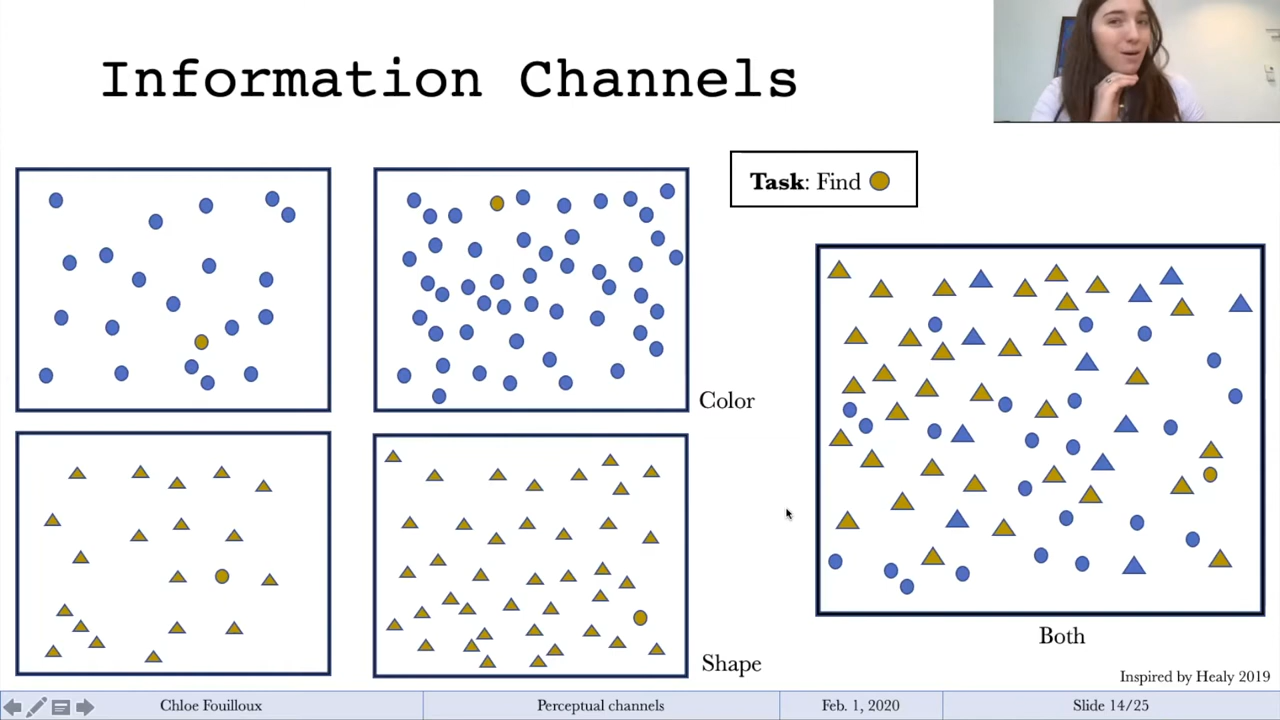 Information Channels
Task: Find
Color
Shape
Both
Inspired by Healy 2019
Chloe Fouilloux
Perceptual channels
Feb. 1, 2020
Slide 14/25